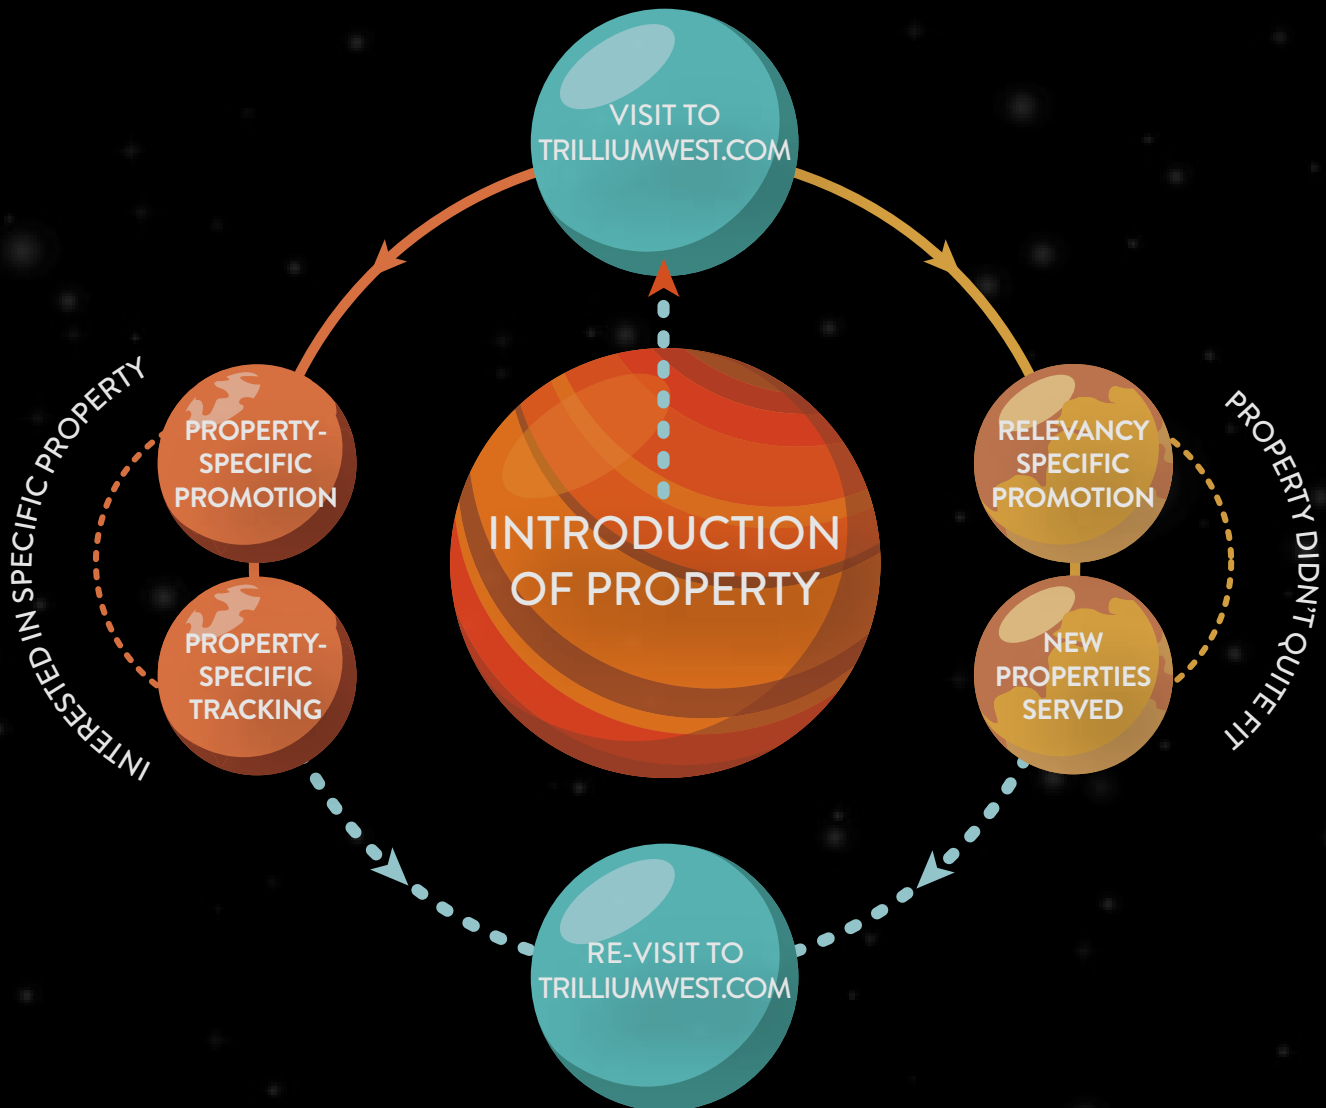 VISIT TO
TRILLIUMWEST.COM
INTERESTED IN SPECIFIC PROPERTY
PROPERTY-
SPECIFIC
PROMOTION
PROPERTY-
SPECIFIC
TRACKING
INTRODUCTION
OF PROPERTY
RELEVANCY
SPECIFIC
PROMOTION
NEW
PROPERTIES
SERVED
PROPERTY DIDN'T QUITE FIT
RE-VISIT TO
TRILLIUMWEST.COM